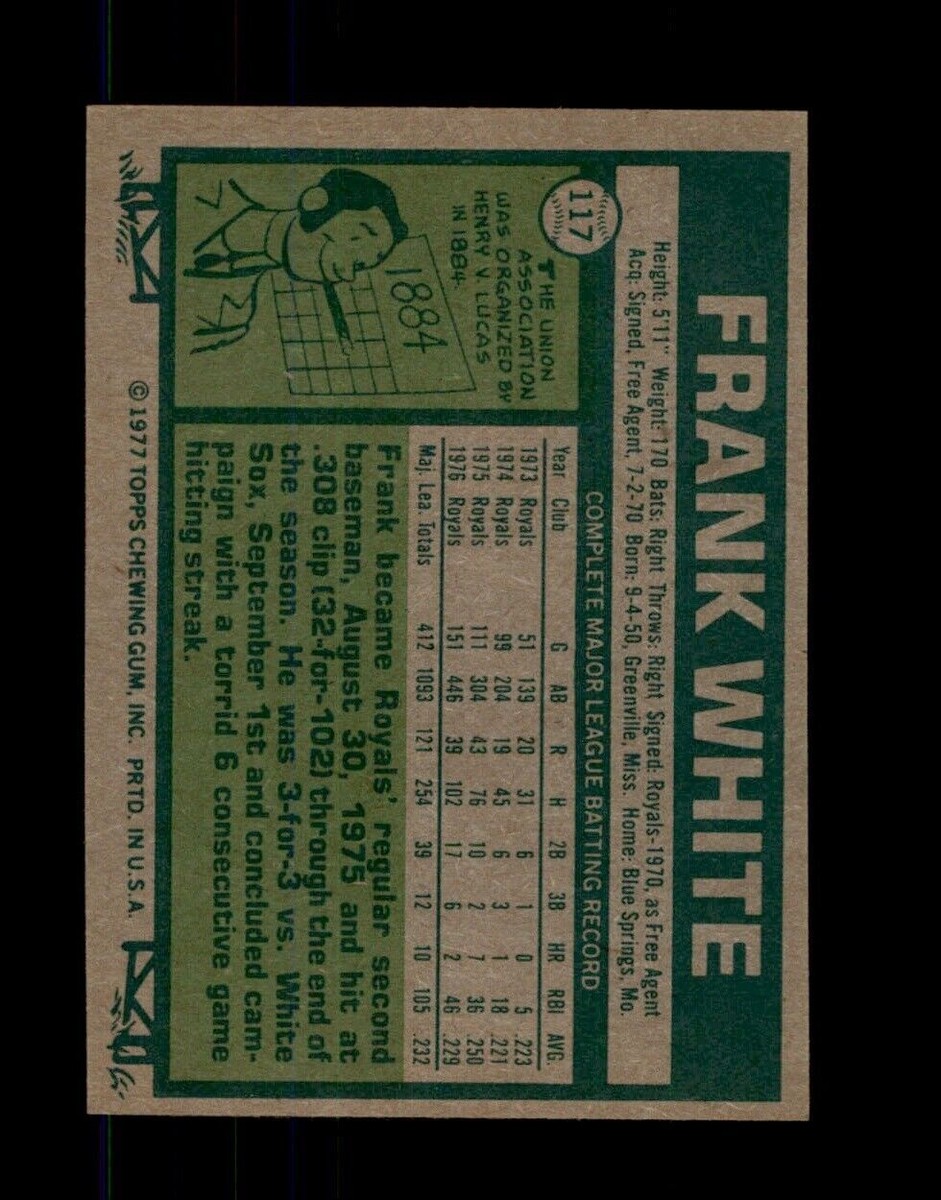 FRANK WHITE
117
Height: 5'11" Weight: 170 Bats: Right Throws: Right Signed: Royals-1970, as Free Agent
Acq: Signed, Free Agent, 7-2-70 Born: 9-4-50, Greenville, Miss. Home: Blue Springs, Mo.
COMPLETE MAJOR LEAGUE BATTING RECORD
Year Club G AB R H 2B 3B HR RBI AVG.
1973 Royals 51 139 20 31 6 1 0 5 .223
1974 Royals 99 204 19 45 6 3 1 18 .221
1975 Royals 111 304 43 76 10 2 7 36 .250
1976 Royals 151 446 39 102 17 6 2 46 .229
Maj. Lea. Totals 412 1093 121 254 39 12 10 105 .232
THE UNION
ASSOCIATION
WAS ORGANIZED BY
HENRY V. LUCAS
IN 1884.
1884
Frank became Royals' regular second
baseman, August 30, 1975 and hit at
.308 clip (32-for-102) through the end of
the season. He was 3-for-3 vs. White
Sox, September 1st and concluded cam-
paign with a torrid 6 consecutive game
hitting streak.
© 1977 TOPPS CHEWING GUM, INC. PRTD. IN U.S.A.